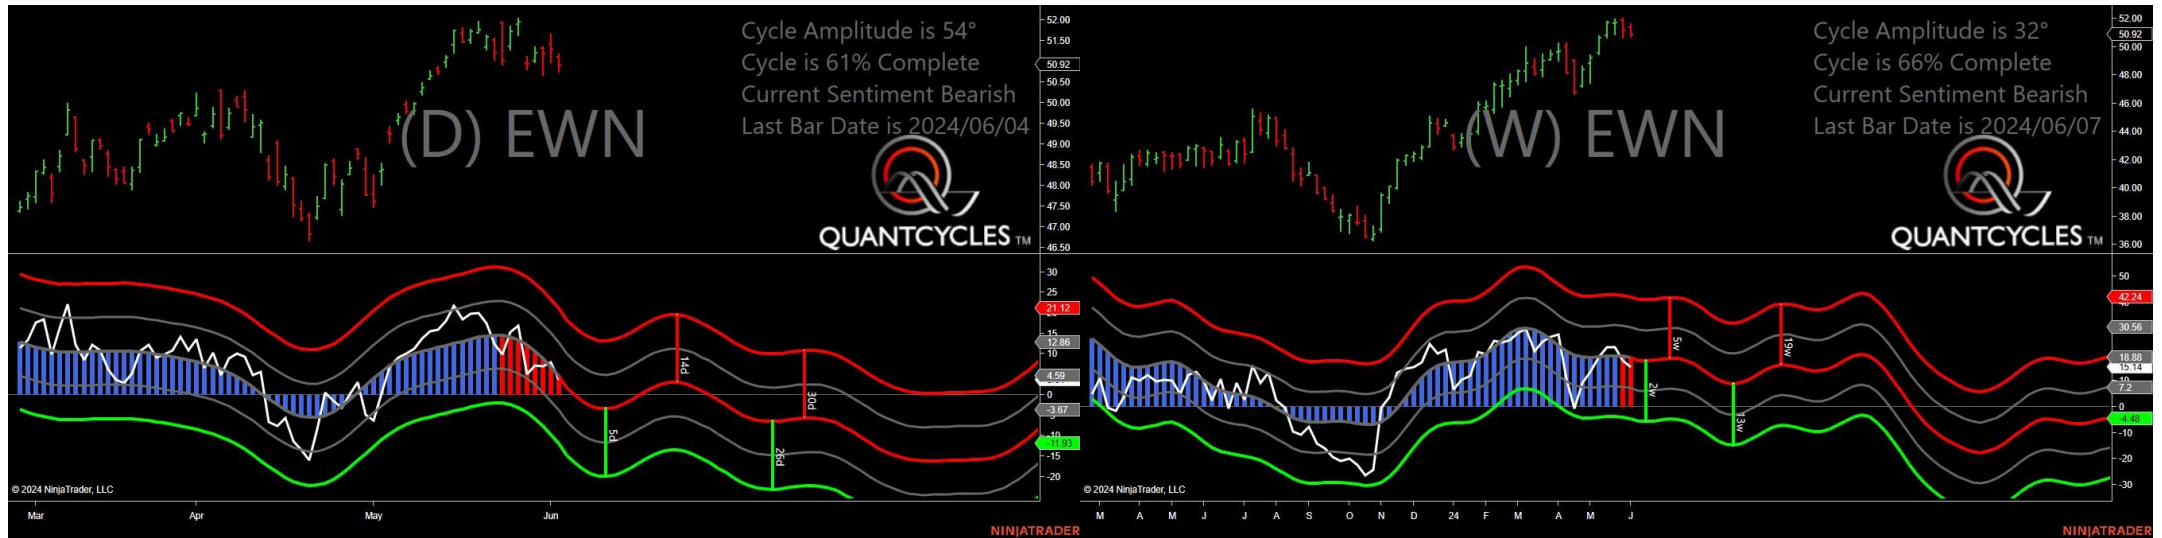 Cycle Amplitude is 54°
Cycle is 61% Complete
Current Sentiment Bearish
Last Bar Date is 2024/06/04
(D) EWN
QUANTCYCLES TM
52.00
51.50
50.92
50.50
50.00
49.50
49.00
48.50
48.00
47.50
47.00
46.50
30
25
21.12
15
12.86
10
4.59
0
-3.67
-10
-11.93
-15
-20
14d
30d
5d
26d
© 2024 NinjaTrader, LLC
Mar Apr May Jun
NINJATRADER
Cycle Amplitude is 32°
Cycle is 66% Complete
Current Sentiment Bearish
Last Bar Date is 2024/06/07
(W) EWN
QUANTCYCLES TM
52.00
50.92
50.00
48.00
46.00
44.00
42.00
40.00
38.00
36.00
50
42.24
30.56
18.88
15.14
7.2
0
-4.48
-10
-20
-30
5w
19w
2w
13w
© 2024 NinjaTrader, LLC
M A M J J A S O N D 24 F M A M J
NINJATRADER